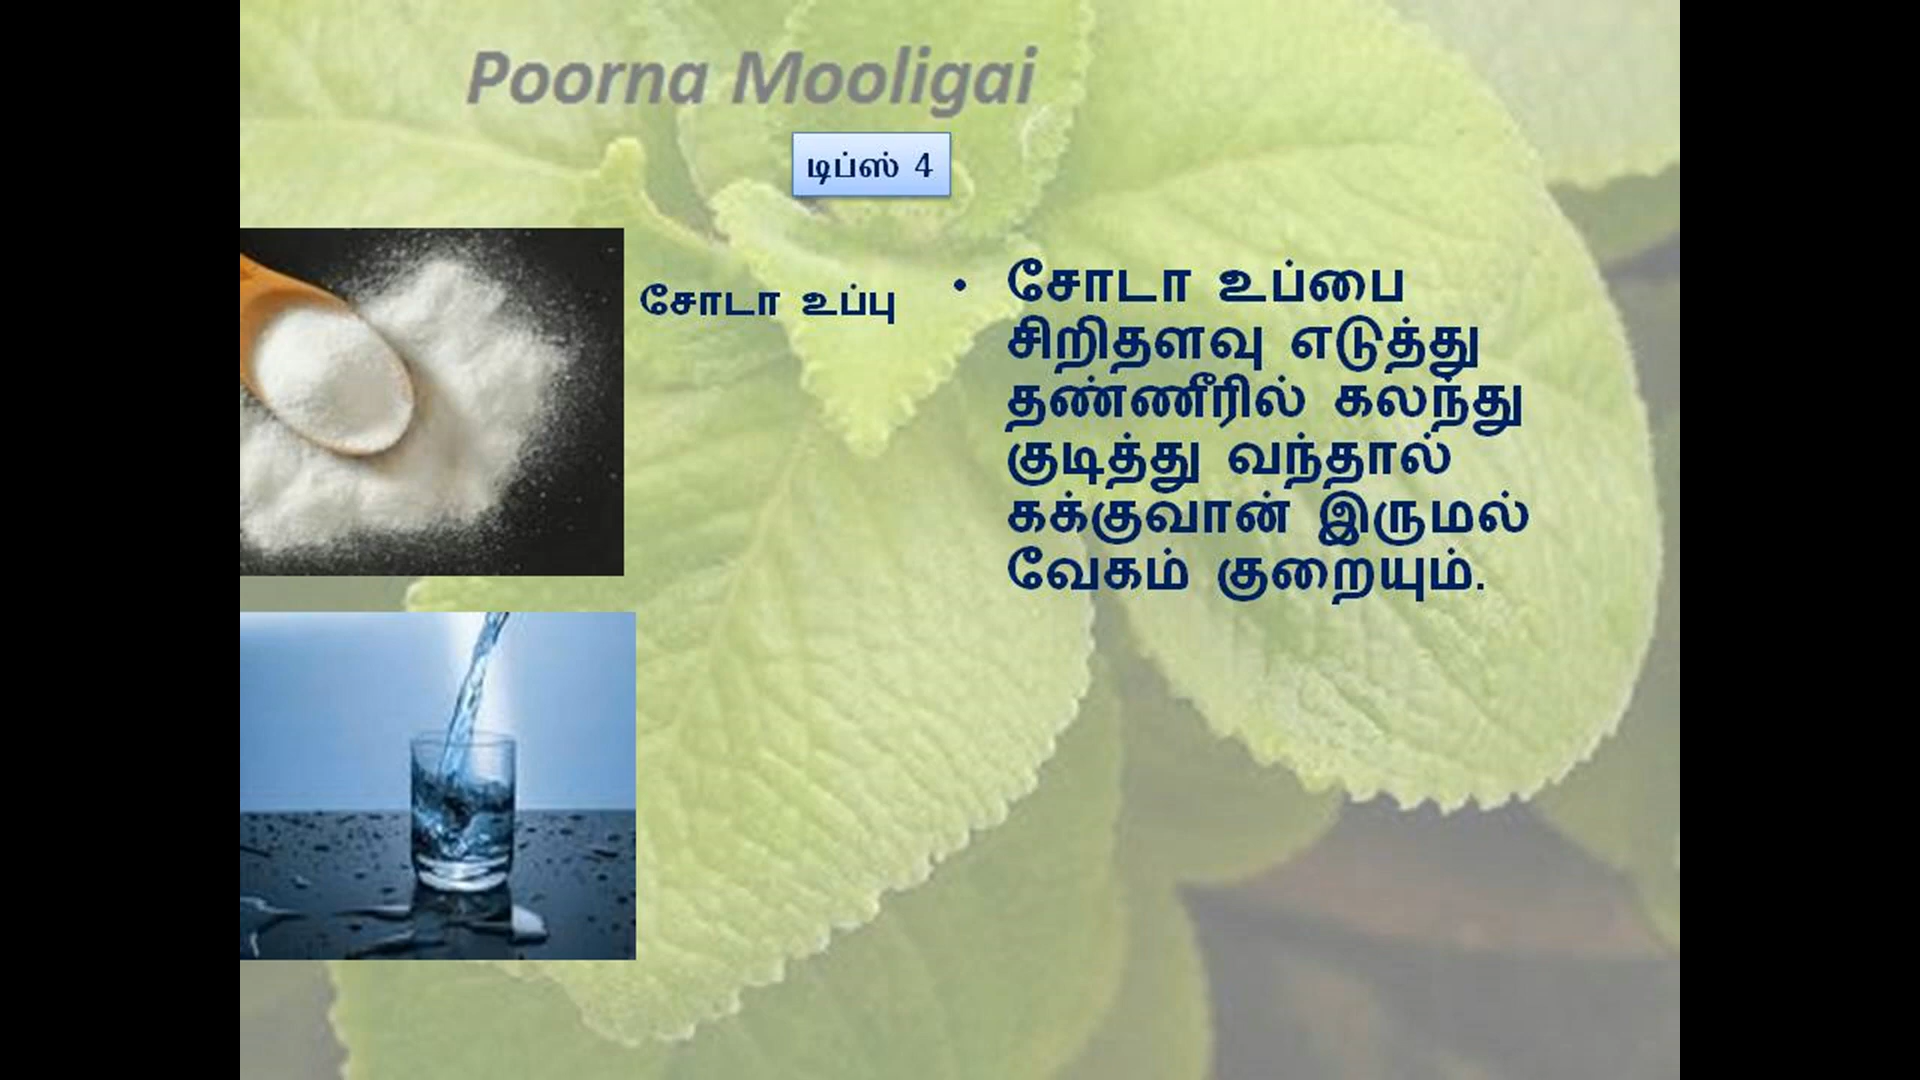 Poorna Mooligai
டிப்ஸ் 4
சோடா உப்பு
• சோடா உப்பை
சிறிதளவு எடுத்து
தண்ணீரில் கலந்து
குடித்து வந்தால்
கக்குவான் இருமல்
வேகம் குறையும்.